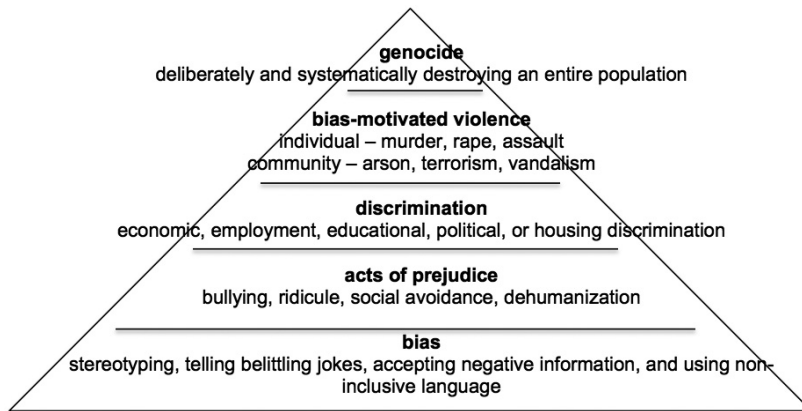 genocide
deliberately and systematically destroying an entire population
bias-motivated violence
individual – murder, rape, assault
community – arson, terrorism, vandalism
discrimination
economic, employment, educational, political, or housing discrimination
acts of prejudice
bullying, ridicule, social avoidance, dehumanization
bias
stereotyping, telling belittling jokes, accepting negative information, and using non-
inclusive language